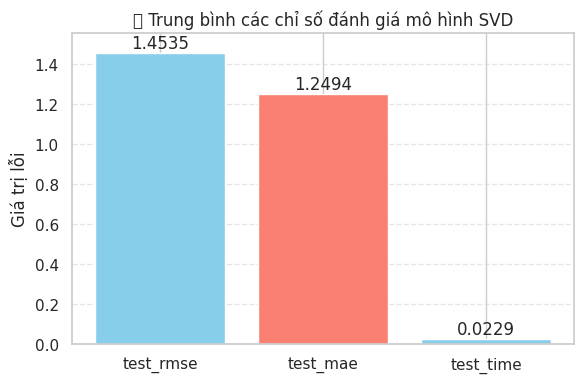 Trung bình các chỉ số đánh giá mô hình SVD
Giá trị lỗi
1.4
1.2
1.0
0.8
0.6
0.4
0.2
0.0
1.4535
1.2494
0.0229
test_rmse
test_mae
test_time